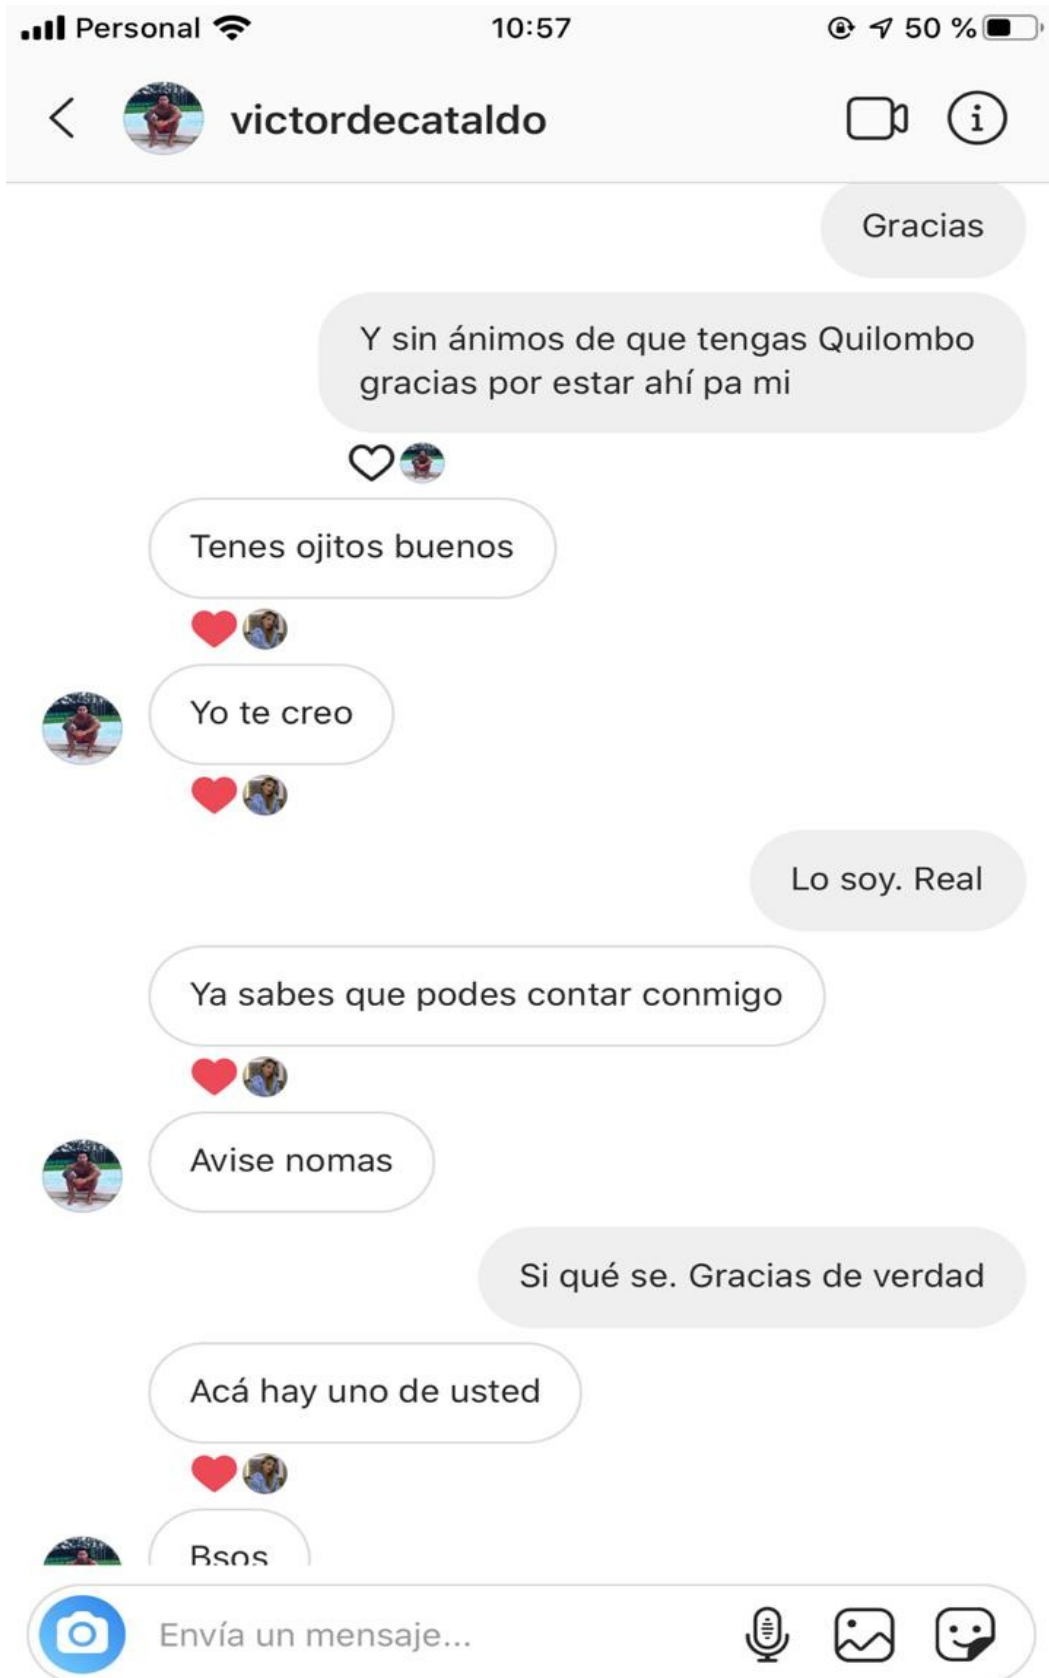 Personal 10:57 50 %
victordecataldo
Gracias
Y sin ánimos de que tengas Quilombo
gracias por estar ahí pa mi
Tenes ojitos buenos
Yo te creo
Lo soy. Real
Ya sabes que podes contar conmigo
Avise nomas
Si qué se. Gracias de verdad
Acá hay uno de usted
Bsos
Envía un mensaje...